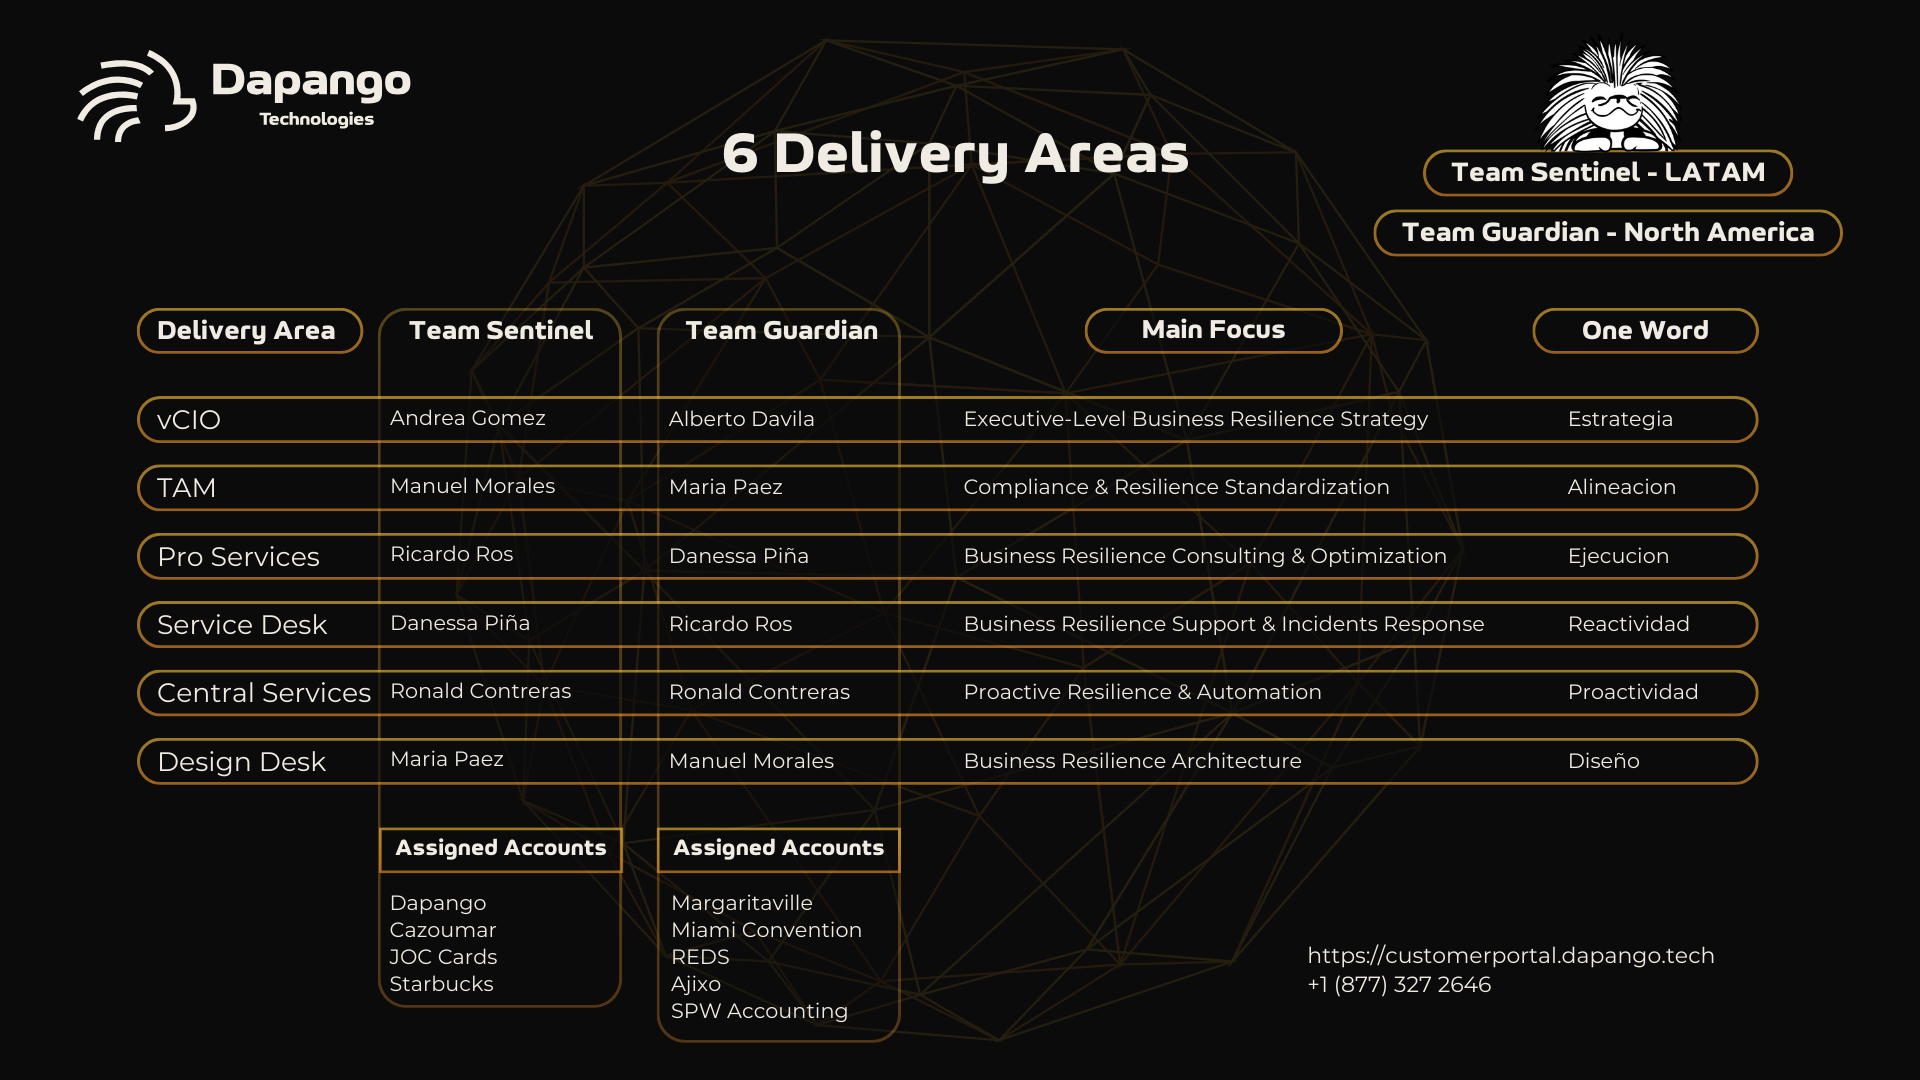 Dapango
Technologies
6 Delivery Areas
Team Sentinel - LATAM
Team Guardian - North America
Delivery Area Team Sentinel Team Guardian Main Focus One Word
vCIO Andrea Gomez Alberto Davila Executive-Level Business Resilience Strategy Estrategia
TAM Manuel Morales Maria Paez Compliance & Resilience Standardization Alineacion
Pro Services Ricardo Ros Danessa Piña Business Resilience Consulting & Optimization Ejecucion
Service Desk Danessa Piña Ricardo Ros Business Resilience Support & Incidents Response Reactividad
Central Services Ronald Contreras Ronald Contreras Proactive Resilience & Automation Proactividad
Design Desk Maria Paez Manuel Morales Business Resilience Architecture Diseño
Assigned Accounts
Dapango
Cazoumar
JOC Cards
Starbucks
Assigned Accounts
Margaritaville
Miami Convention
REDS
Ajixo
SPW Accounting
https://customerportal.dapango.tech
+1 (877) 327 2646